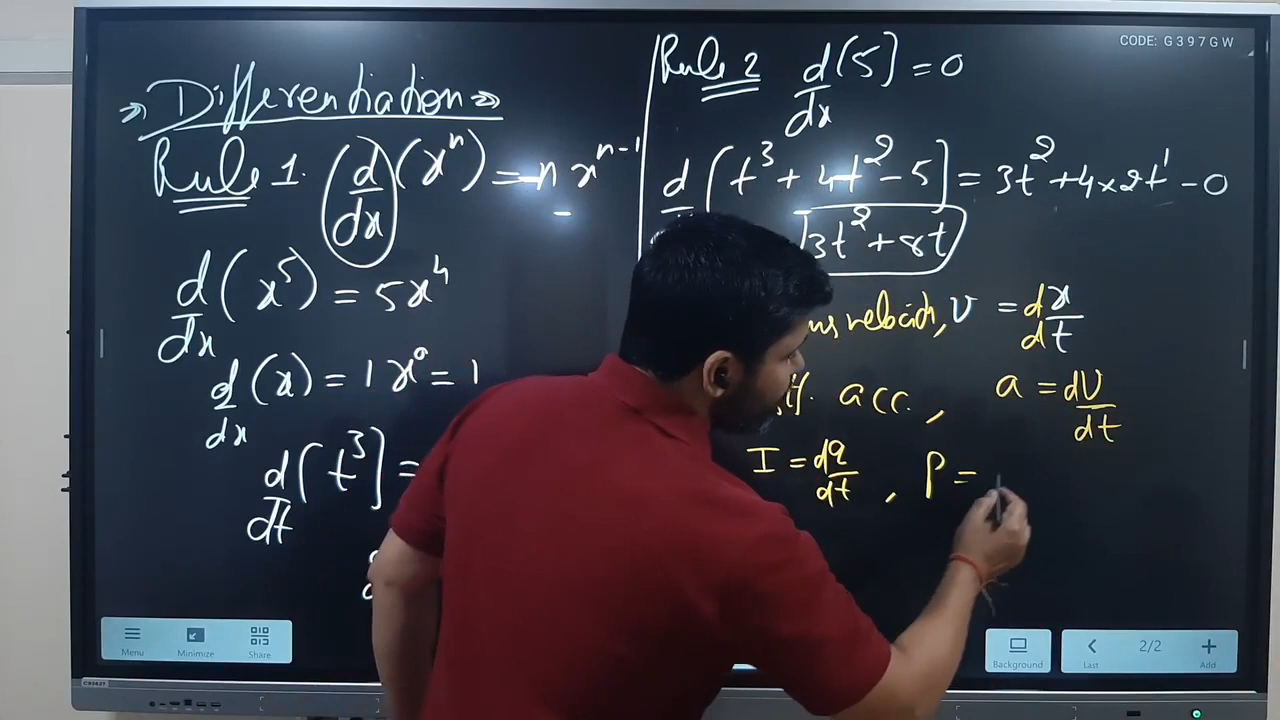 CODE: G397GW
→ Differentiation →
Rule 1. d/dx (x^n) = n x^(n-1)
d/dx (x^5) = 5x^4
d/dx (x) = 1x^0 = 1
d/dt [t^3] =
Rule 2 d/dx (5] = 0
d [t^3 + 4t^2 - 5] = 3t^2 + 4×2t^1 - 0
3t^2 + 8t
v = dx/dt
acc., a = dv/dt
I = dq/dt , P =
Menu
Minimize
Share
Background
Last
2/2
Add